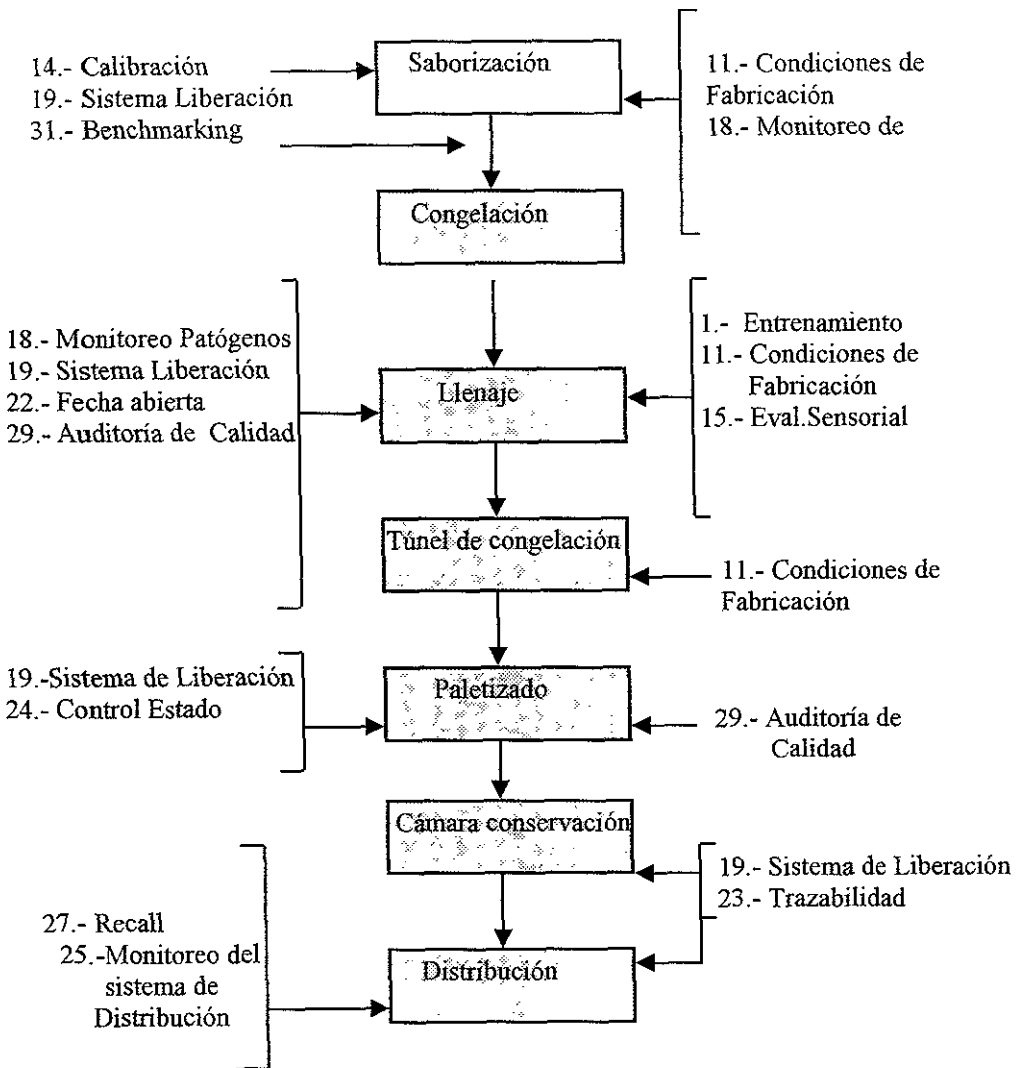 14.- Calibración
19.- Sistema Liberación
31.- Benchmarking
Saborización
11.- Condiciones de
Fabricación
18.- Monitoreo de
Congelación
18.- Monitoreo Patógenos
19.- Sistema Liberación
22.- Fecha abierta
29.- Auditoría de Calidad
Llenaje
1.- Entrenamiento
11.- Condiciones de
Fabricación
15.- Eval.Sensorial
Túnel de congelación
11.- Condiciones de
Fabricación
19.-Sistema de Liberación
24.- Control Estado
Paletizado
29.- Auditoría de
Calidad
Cámara conservación
19.- Sistema de Liberación
23.- Trazabilidad
27.- Recall
25.-Monitoreo del
sistema de
Distribución
Distribución